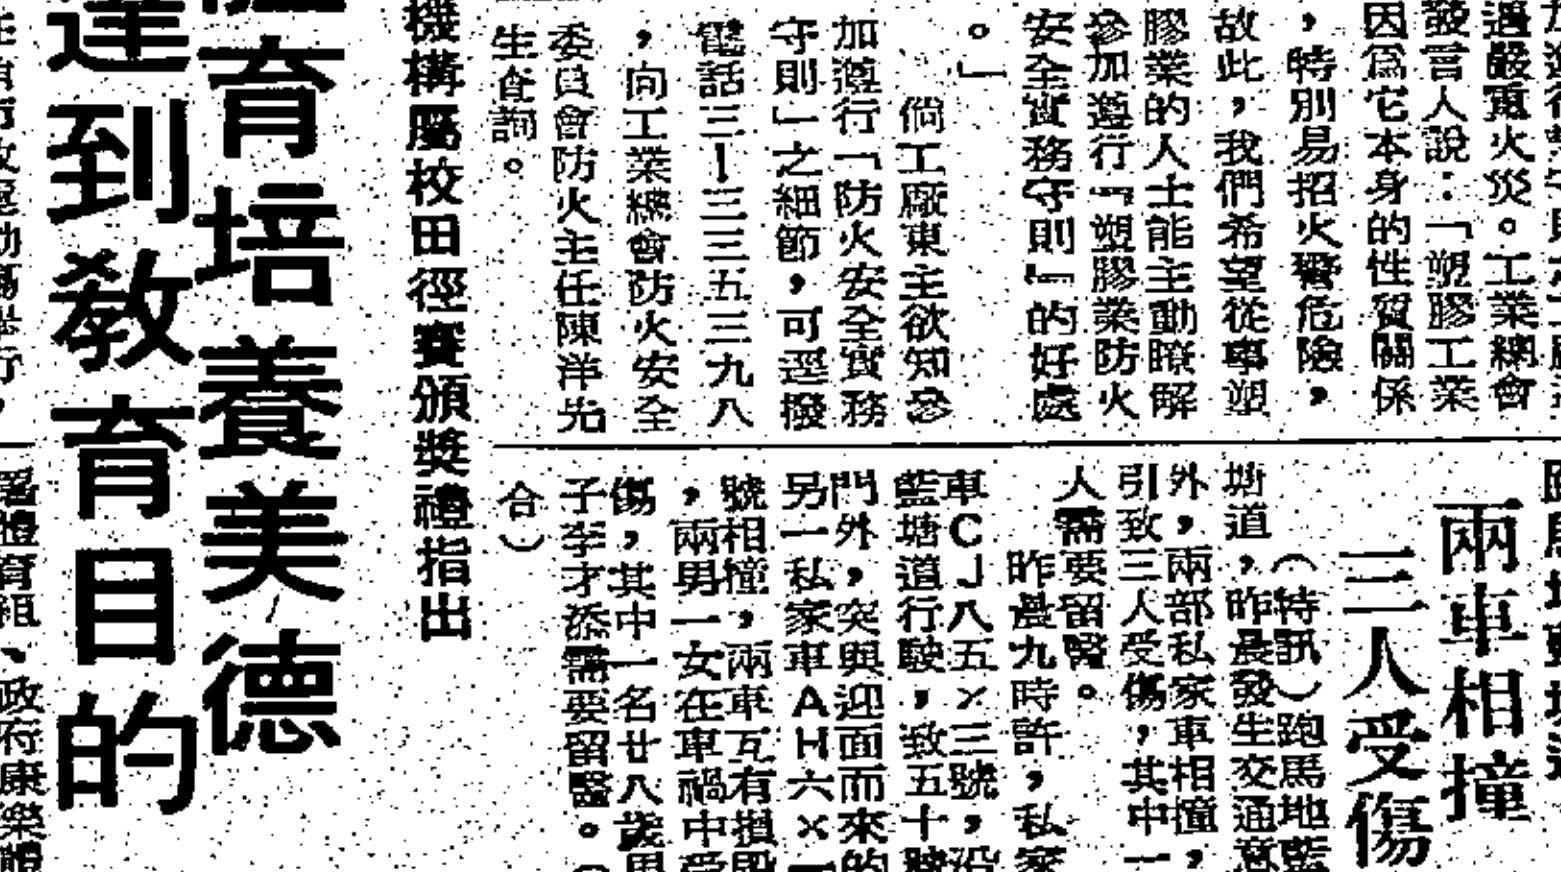 遇嚴重火災。工業總會
發言人說：「塑膠工業
因爲它本身的性質關係
，特別易招火警危險，
故此，我們希望從事塑
膠業的人士能主動瞭解
參加遵行『塑膠業防火
安全實務守則』的好處
。」
倘工廠東主欲知參
加遵行「防火安全實務
守則」之細節，可逕撥
電話三－三三五三九八
，向工業總會防火安全
委員會防火主任陳洋光
生查詢。
兩車相撞
三人受傷
（特訊）跑馬地藍
塘道，昨晨發生交通意
外，兩部私家車相撞，
引致三人受傷，其中一
人需要留醫。
昨晨九時許，私家
車ＣＪ八五×三號，沿
藍塘道行駛，致五十號
門外，突與迎面而來的
另一私家車ＡＨ六×一
號相撞，兩車互有損毀
，兩男一女在車禍中受
傷，其中一名廿八歲男
子李才添需要留醫。（
合）
機構屬校田徑賽頒獎禮指出
育培養美德
達到教育目的
、政府康樂體